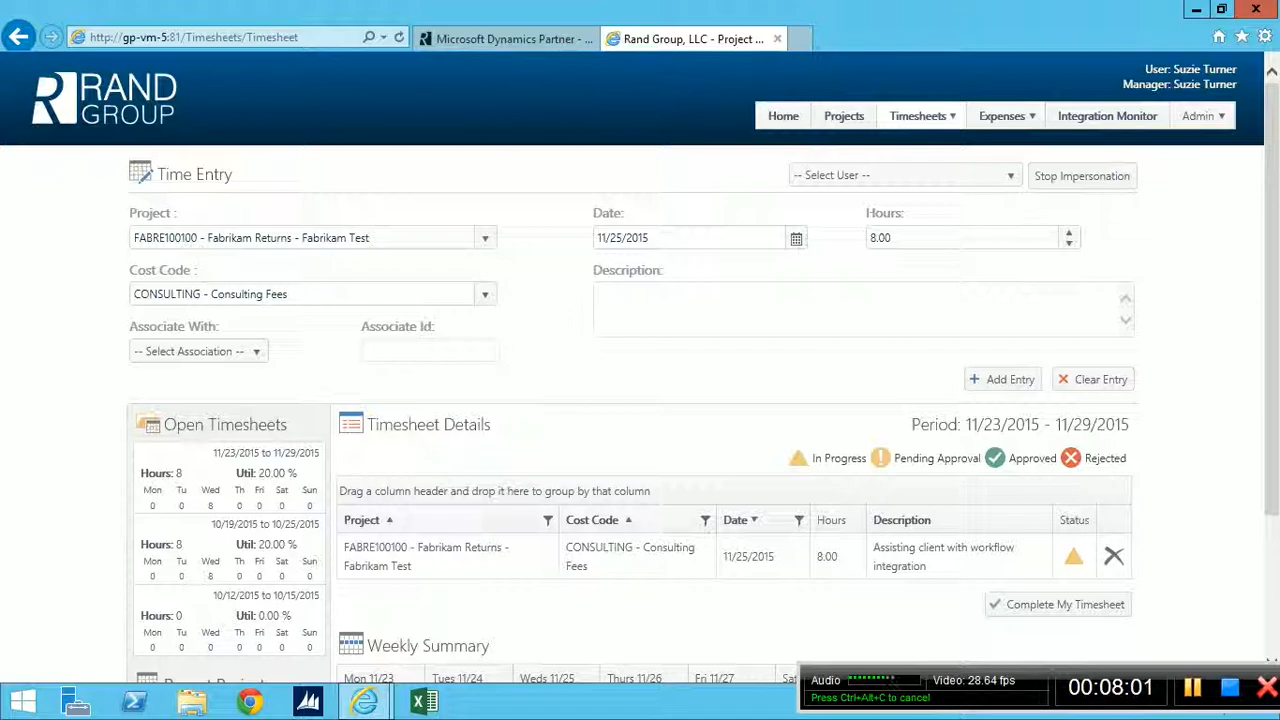 http://gp-vm-5:81/Timesheets/Timesheet
Microsoft Dynamics Partner - ...
Rand Group, LLC - Project ...
RAND GROUP
User: Suzie Turner
Manager: Suzie Turner
Home Projects Timesheets Expenses Integration Monitor Admin
Time Entry
-- Select User --
Stop Impersonation
Project :
Date:
Hours:
FABRE100100 - Fabrikam Returns - Fabrikam Test
11/25/2015
8.00
Cost Code :
Description:
CONSULTING - Consulting Fees
Associate With:
Associate Id:
-- Select Association --
Add Entry
Clear Entry
Open Timesheets
11/23/2015 to 11/29/2015
Hours: 8 Util: 20.00 %
Mon Tu Wed Th Fri Sat Sun
0 0 8 0 0 0 0
10/19/2015 to 10/25/2015
Hours: 8 Util: 20.00 %
Mon Tu Wed Th Fri Sat Sun
0 0 8 0 0 0 0
10/12/2015 to 10/15/2015
Hours: 0 Util: 0.00 %
Mon Tu Wed Th Fri Sat Sun
0 0 0 0 0 0 0
Timesheet Details
Period: 11/23/2015 - 11/29/2015
In Progress Pending Approval Approved Rejected
Drag a column header and drop it here to group by that column
Project Cost Code Date Hours Description Status
FABRE100100 - Fabrikam Returns - Fabrikam Test
CONSULTING - Consulting Fees
11/25/2015
8.00
Assisting client with workflow integration
Complete My Timesheet
Weekly Summary
Mon 11/23 Tues 11/24 Weds 11/25 Thurs 11/26 Fri 11/27
Audio
Video: 28.64 fps
Press Ctrl+Alt+C to cancel
00:08:01